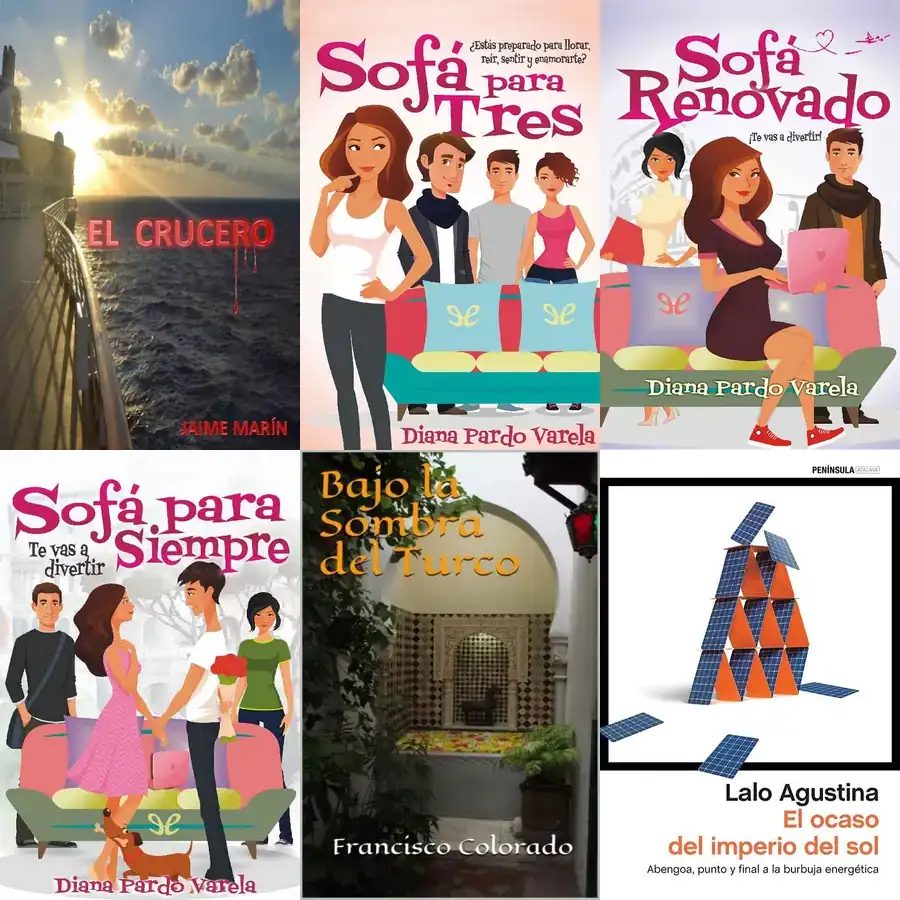 EL CRUCERO
JAIME MARÍN
¿Estás preparado para llorar,
reír, sentir y enamorarte?
Sofá
para
Tres
Diana Pardo Varela
Sofá
Renovado
¡Te vas a divertir!
Diana Pardo Varela
Sofá para
Siempre
Te vas a
divertir
Diana Pardo Varela
Bajo la
Sombra
del Turco
Francisco Colorado
PENÍNSULA ATALAYA
Lalo Agustina
El ocaso
del imperio del sol
Abengoa, punto y final a la burbuja energética